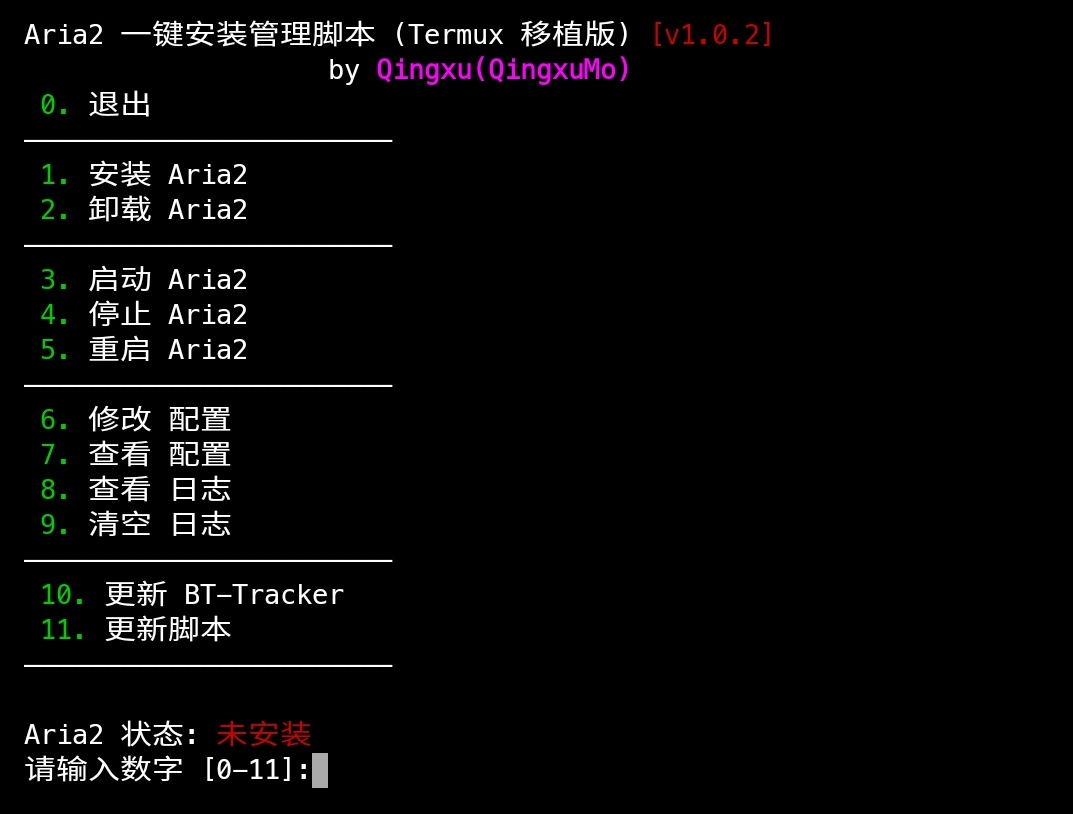 Aria2 一键安装管理脚本 (Termux 移植版) [v1.0.2]
by Qingxu(QingxuMo)
0. 退出
1. 安装 Aria2
2. 卸载 Aria2
3. 启动 Aria2
4. 停止 Aria2
5. 重启 Aria2
6. 修改 配置
7. 查看 配置
8. 查看 日志
9. 清空 日志
10. 更新 BT-Tracker
11. 更新脚本
Aria2 状态: 未安装
请输入数字 [0-11]: